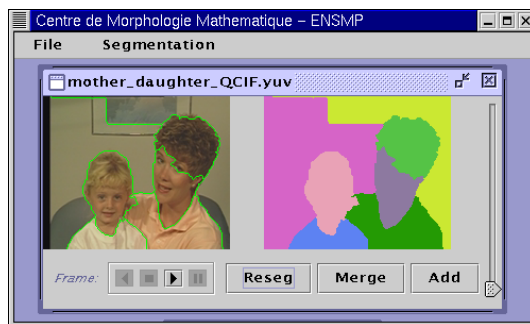 Centre de Morphologie Mathematique – ENSMP
File Segmentation
mother_daughter_QCIF.yuv
Frame: Reseg Merge Add